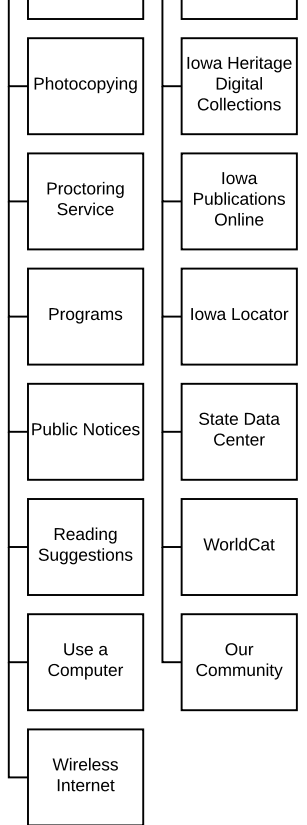 Photocopying
Proctoring
Service
Programs
Public Notices
Reading
Suggestions
Use a
Computer
Wireless
Internet
Iowa Heritage
Digital
Collections
Iowa
Publications
Online
Iowa Locator
State Data
Center
WorldCat
Our
Community